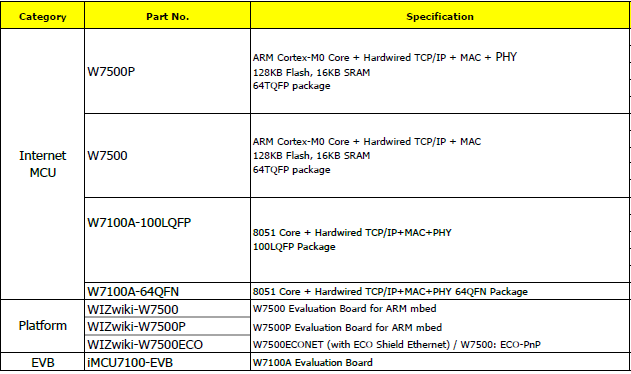 Category Part No. Specification
Internet MCU
W7500P
ARM Cortex-M0 Core + Hardwired TCP/IP + MAC + PHY
128KB Flash, 16KB SRAM
64TQFP package
W7500
ARM Cortex-M0 Core + Hardwired TCP/IP + MAC
128KB Flash, 16KB SRAM
64TQFP package
W7100A-100LQFP
8051 Core + Hardwired TCP/IP+MAC+PHY
100LQFP Package
W7100A-64QFN 8051 Core + Hardwired TCP/IP+MAC+PHY 64QFN Package
Platform
WIZwiki-W7500 W7500 Evaluation Board for ARM mbed
WIZwiki-W7500P W7500P Evaluation Board for ARM mbed
WIZwiki-W7500ECO W7500ECONET (with ECO Shield Ethernet) / W7500: ECO-PnP
EVB iMCU7100-EVB W7100A Evaluation Board